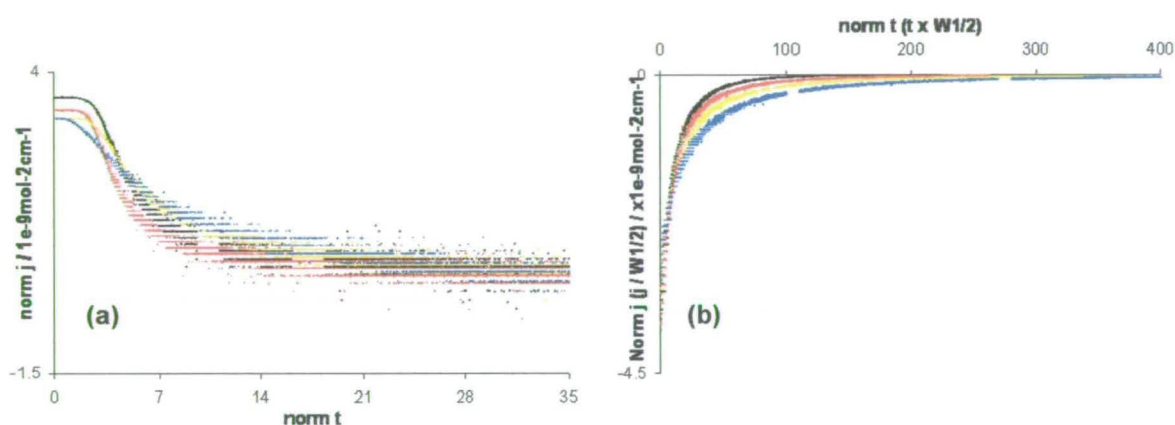 4
norm j / 1e-9mol-2cm-1
(a)
-1.5
0 7 14 21 28 35
norm t
norm t (t x W1/2)
0 100 200 300 400
0
Norm j (j / W1/2) / x1e-9mol-2cm-1
(b)
-4.5